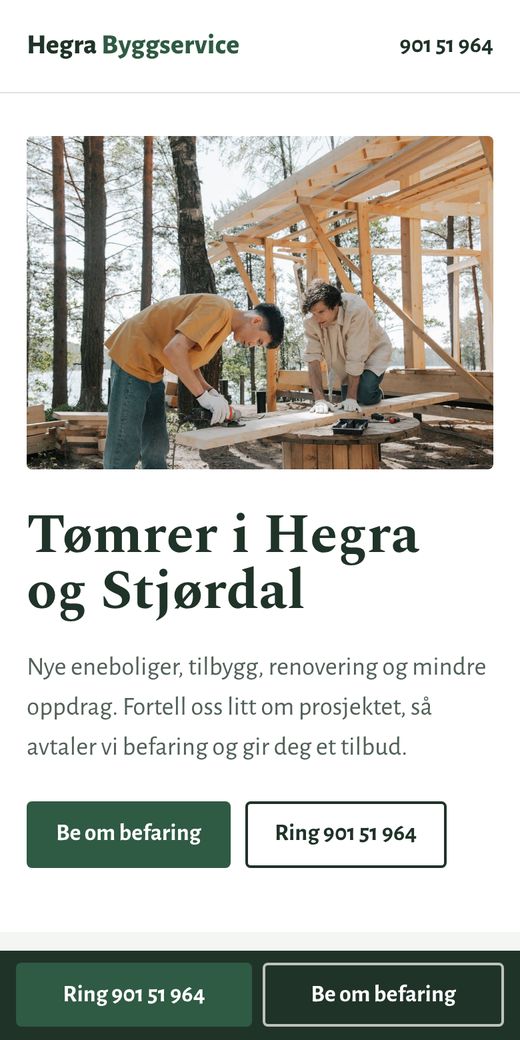 Hegra Byggservice
901 51 964
Tømrer i Hegra
og Stjørdal
Nye eneboliger, tilbygg, renovering og mindre
oppdrag. Fortell oss litt om prosjektet, så
avtaler vi befaring og gir deg et tilbud.
Be om befaring
Ring 901 51 964
Ring 901 51 964
Be om befaring